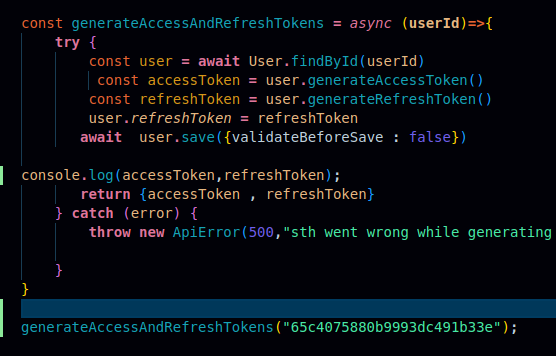 const generateAccessAndRefreshTokens = async (userId)=>{
try {
const user = await User.findById(userId)
const accessToken = user.generateAccessToken()
const refreshToken = user.generateRefreshToken()
user.refreshToken = refreshToken
await user.save({validateBeforeSave : false})
console.log(accessToken,refreshToken);
return {accessToken , refreshToken}
} catch (error) {
throw new ApiError(500,"sth went wrong while generating
}
}
generateAccessAndRefreshTokens("65c4075880b9993dc491b33e");